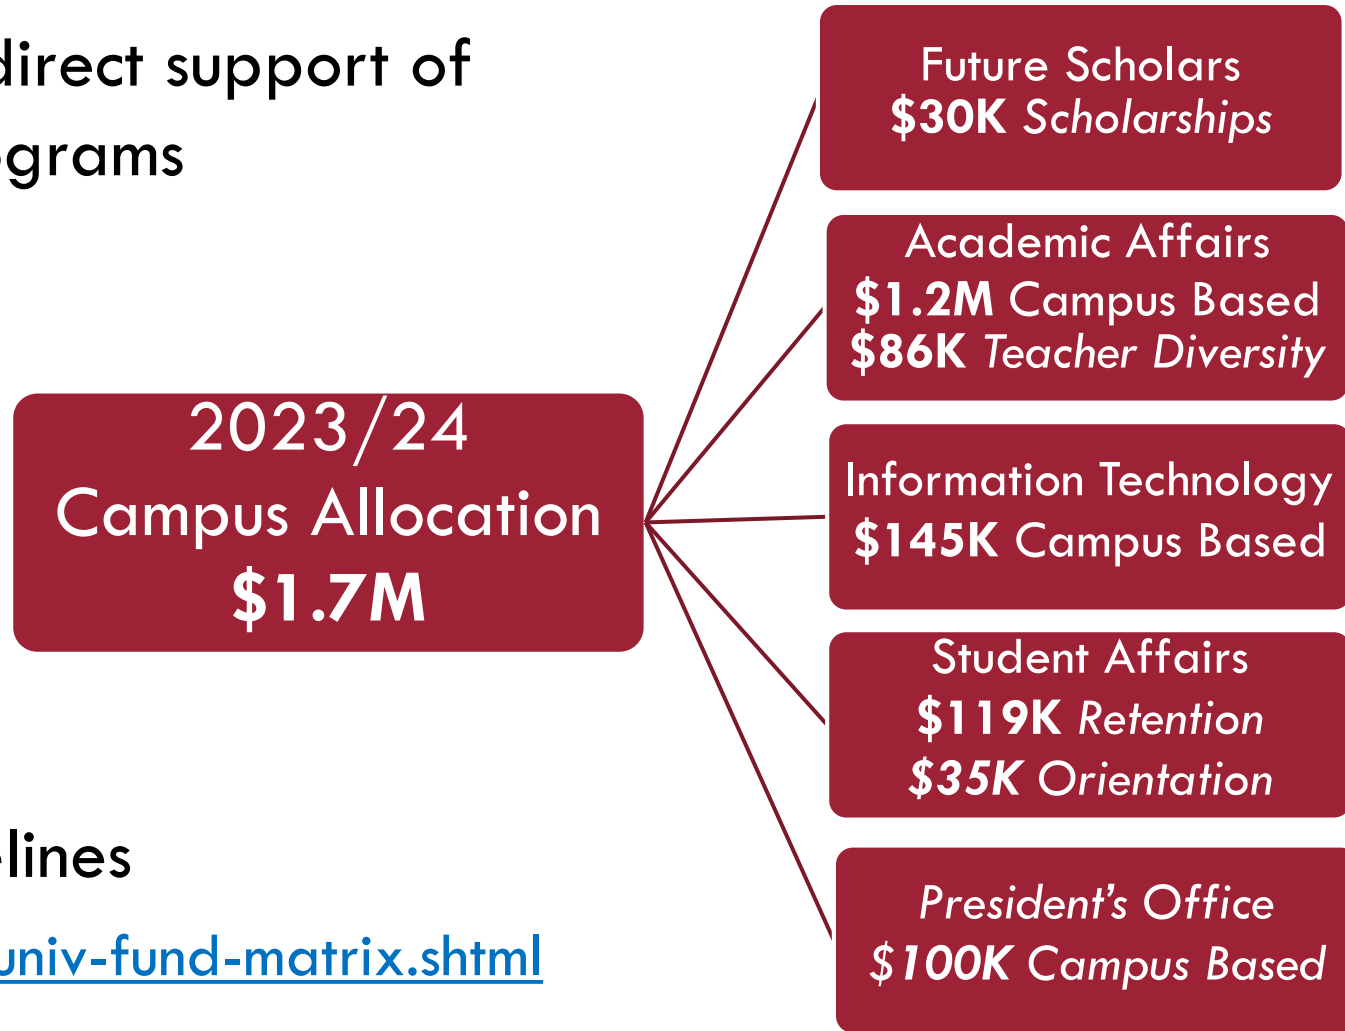 direct support of
ograms
2023/24
Campus Allocation
$1.7M
Future Scholars
$30K Scholarships
Academic Affairs
$1.2M Campus Based
$86K Teacher Diversity
Information Technology
$145K Campus Based
Student Affairs
$119K Retention
$35K Orientation
President’s Office
$100K Campus Based
elines
univ-fund-matrix.shtml